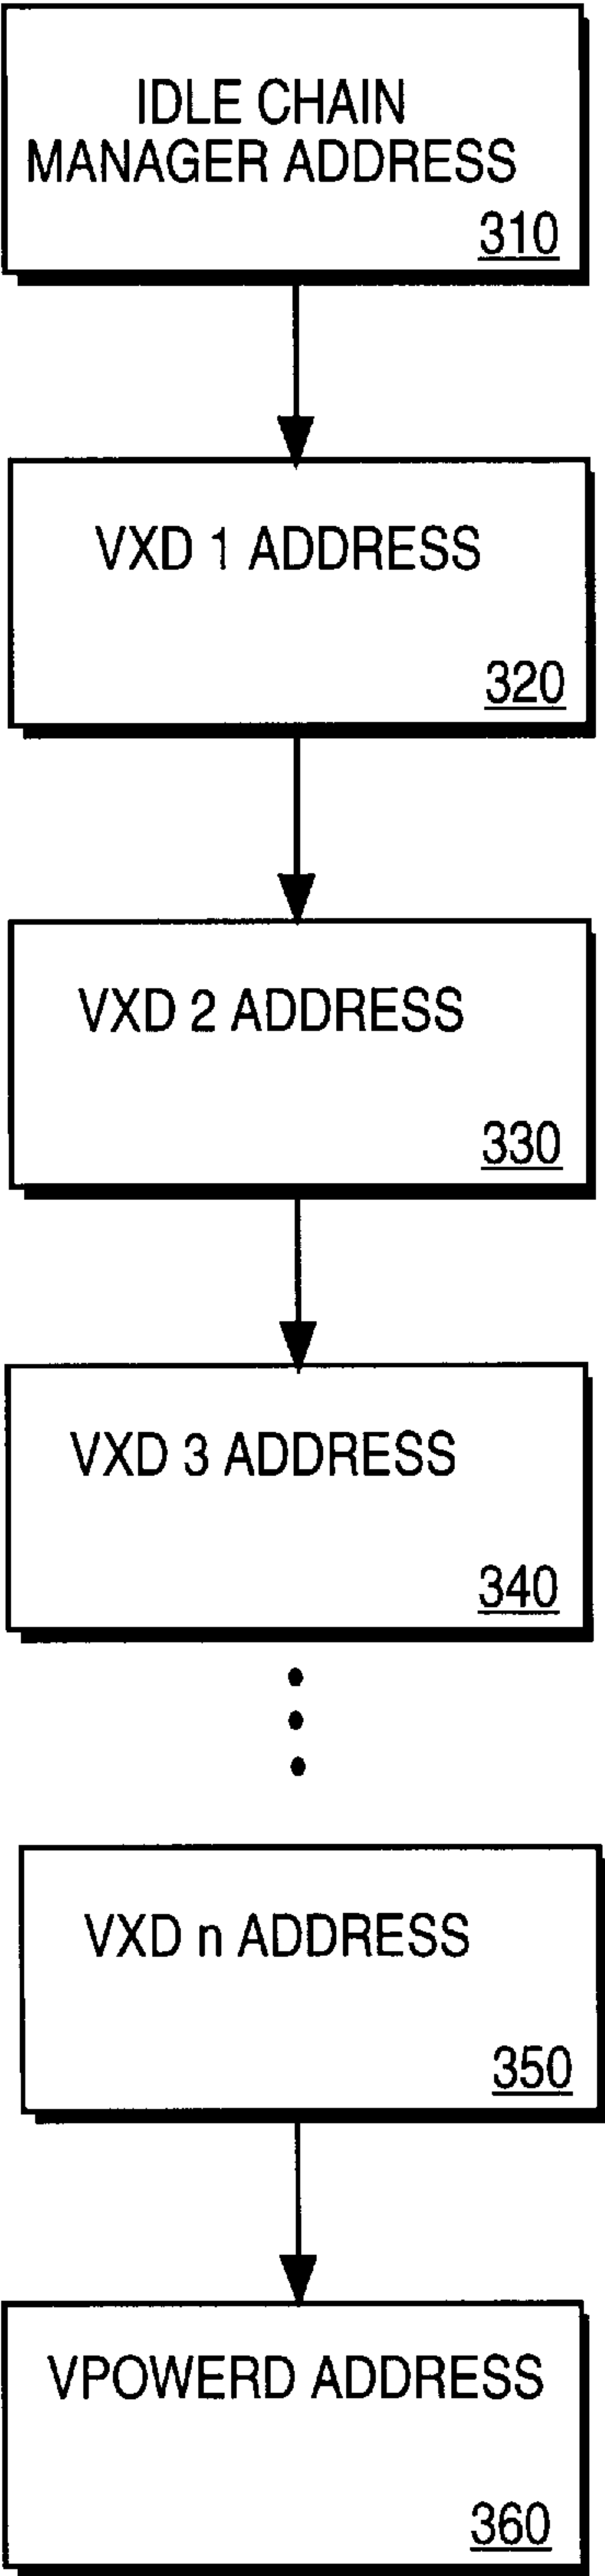 IDLE CHAIN
MANAGER ADDRESS
310
VXD 1 ADDRESS
320
VXD 2 ADDRESS
330
VXD 3 ADDRESS
340
VXD n ADDRESS
350
VPOWERD ADDRESS
360